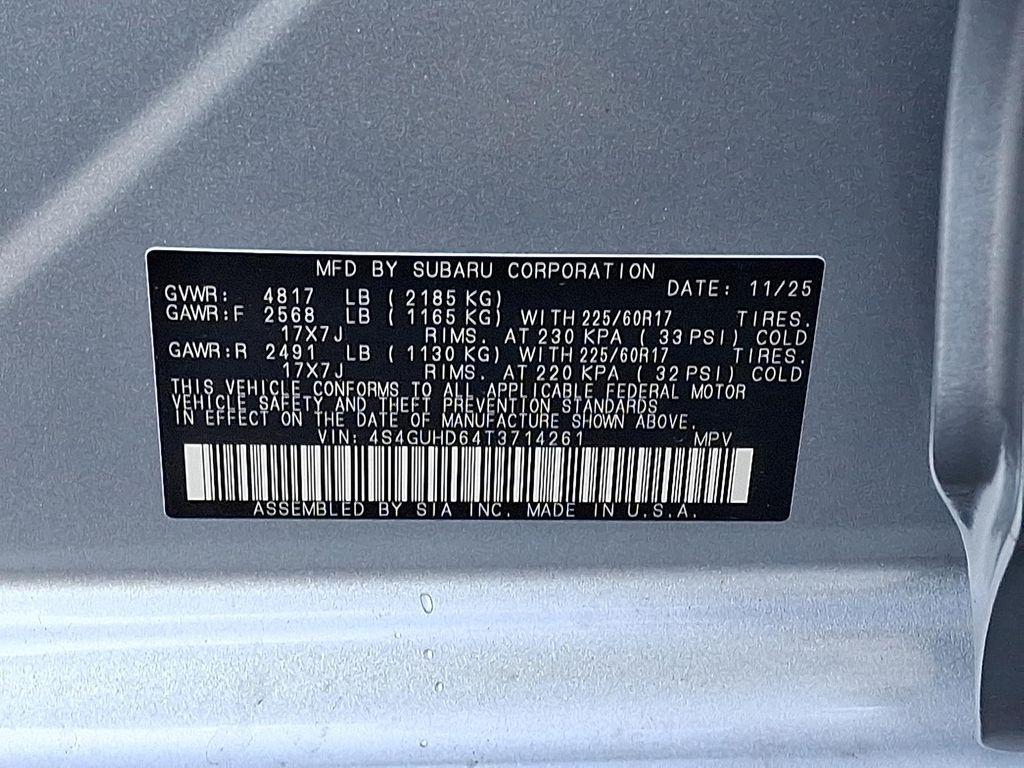 MFD BY SUBARU CORPORATION
DATE: 11/25
GVWR: 4817 LB ( 2185 KG)
GAWR:F 2568 LB ( 1165 KG) WITH 225/60R17 TIRES.
17X7J RIMS. AT 230 KPA ( 33 PSI) COLD
GAWR:R 2491 LB ( 1130 KG) WITH 225/60R17 TIRES.
17X7J RIMS. AT 220 KPA ( 32 PSI) COLD
THIS VEHICLE CONFORMS TO ALL APPLICABLE FEDERAL MOTOR
VEHICLE SAFETY AND THEFT PREVENTION STANDARDS
IN EFFECT ON THE DATE OF MANUFACTURE SHOWN ABOVE.
VIN: 4S4GUHD64T3714261 MPV
ASSEMBLED BY SIA INC. MADE IN U.S.A.